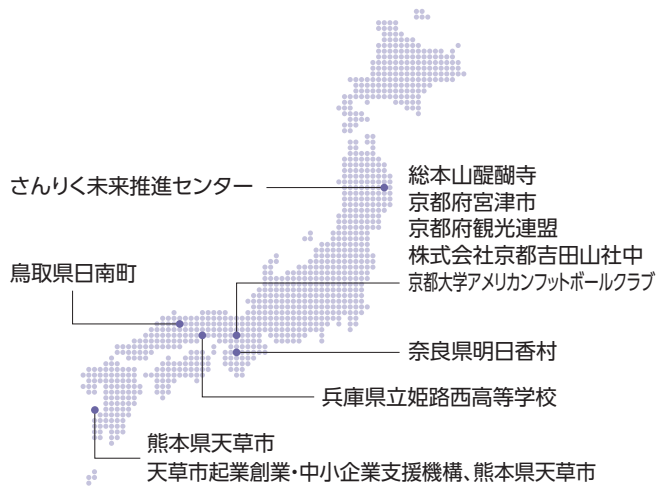 さんりく未来推進センター
総本山醍醐寺
京都府宮津市
京都府観光連盟
株式会社京都吉田山社中
京都大学アメリカンフットボールクラブ
鳥取県日南町
奈良県明日香村
兵庫県立姫路西高等学校
熊本県天草市
天草市起業創業・中小企業支援機構、熊本県天草市